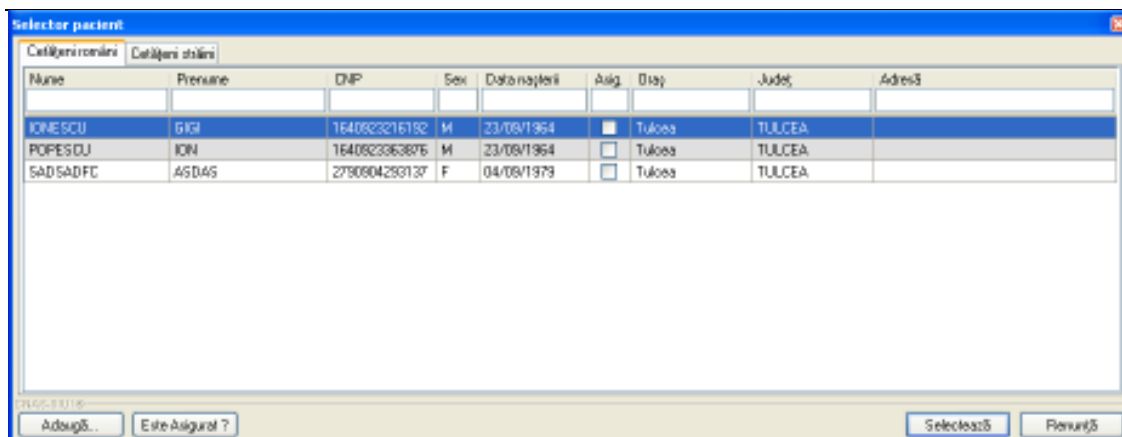 Selector pacient
Cetăţeni români Cetăţeni străini
Nume Prenume CNP Sex Data naşterii Asig. Oraş Judeţ Adresă
IONESCU GIGI 1640923216192 M 23/09/1964 Tulcea TULCEA
POPESCU ION 1640923363876 M 23/09/1964 Tulcea TULCEA
SADSADFC ASDAS 2790904293137 F 04/09/1979 Tulcea TULCEA
Adaugă... Este Asigurat ? Selectează Renunţă